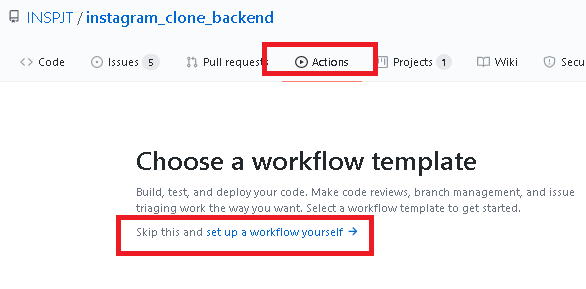 INSPJT / instagram_clone_backend
Code Issues 5 Pull requests Actions Projects 1 Wiki Secu
Choose a workflow template
Build, test, and deploy your code. Make code reviews, branch management, and issue
triaging work the way you want. Select a workflow template to get started.
Skip this and set up a workflow yourself →